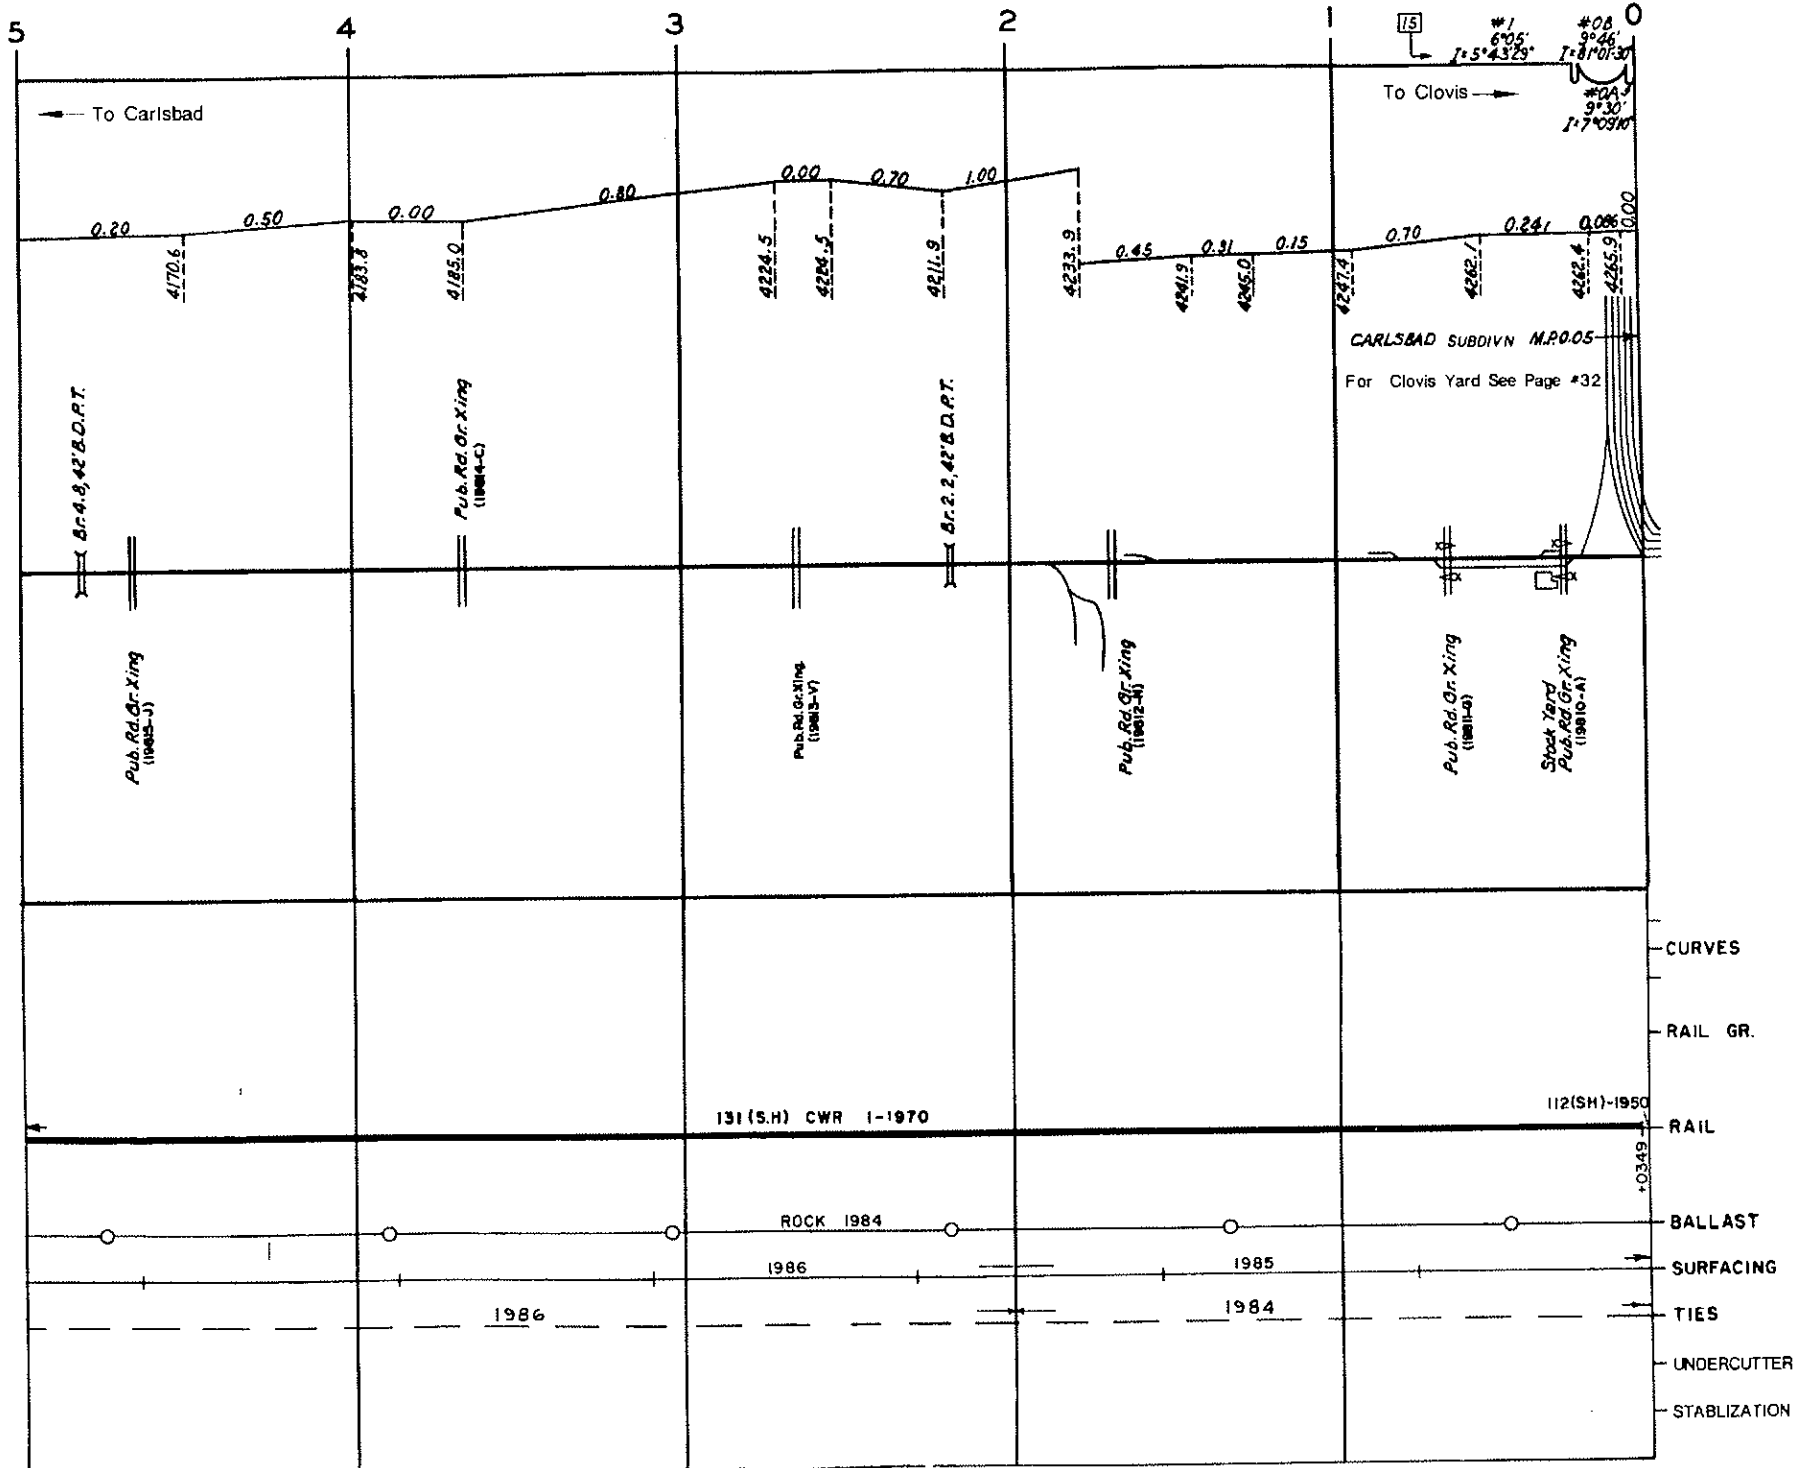 5 4 3 2 1 0
15
#1
6°05'
I=5°43'29"
#0B
9°46'
I=81°01'30"
To Carlsbad
To Clovis
#0A
9°30'
I=7°09'10"
0.20 0.50 0.00 0.80 0.00 0.70 1.00
0.45 0.31 0.15 0.70 0.241 0.086 0.00
4170.6 4183.8 4185.0 4224.5 4224.5 4211.9 4233.9 4241.9 4245.0 4247.4 4262.1 4262.4 4265.9
CARLSBAD SUBDIVN M.P.0.05
For Clovis Yard See Page #32
Br. 4.8, 42' B.D.P.T.
Pub. Rd. Gr. Xing
Br. 2.2, 42' B.D.P.T.
Pub. Rd. Gr. Xing
Pub. Rd. Gr. Xing
Pub. Rd. Gr. Xing
(19812-N)
Pub. Rd. Gr. Xing
Stock Yard
Pub. Rd. Gr. Xing
(19810-A)
CURVES
RAIL GR.
131 (S.H) CWR 1-1970
112(SH)-1950
RAIL
+0349
ROCK 1984
BALLAST
1986 1985
SURFACING
1986 1984
TIES
UNDERCUTTER
STABLIZATION